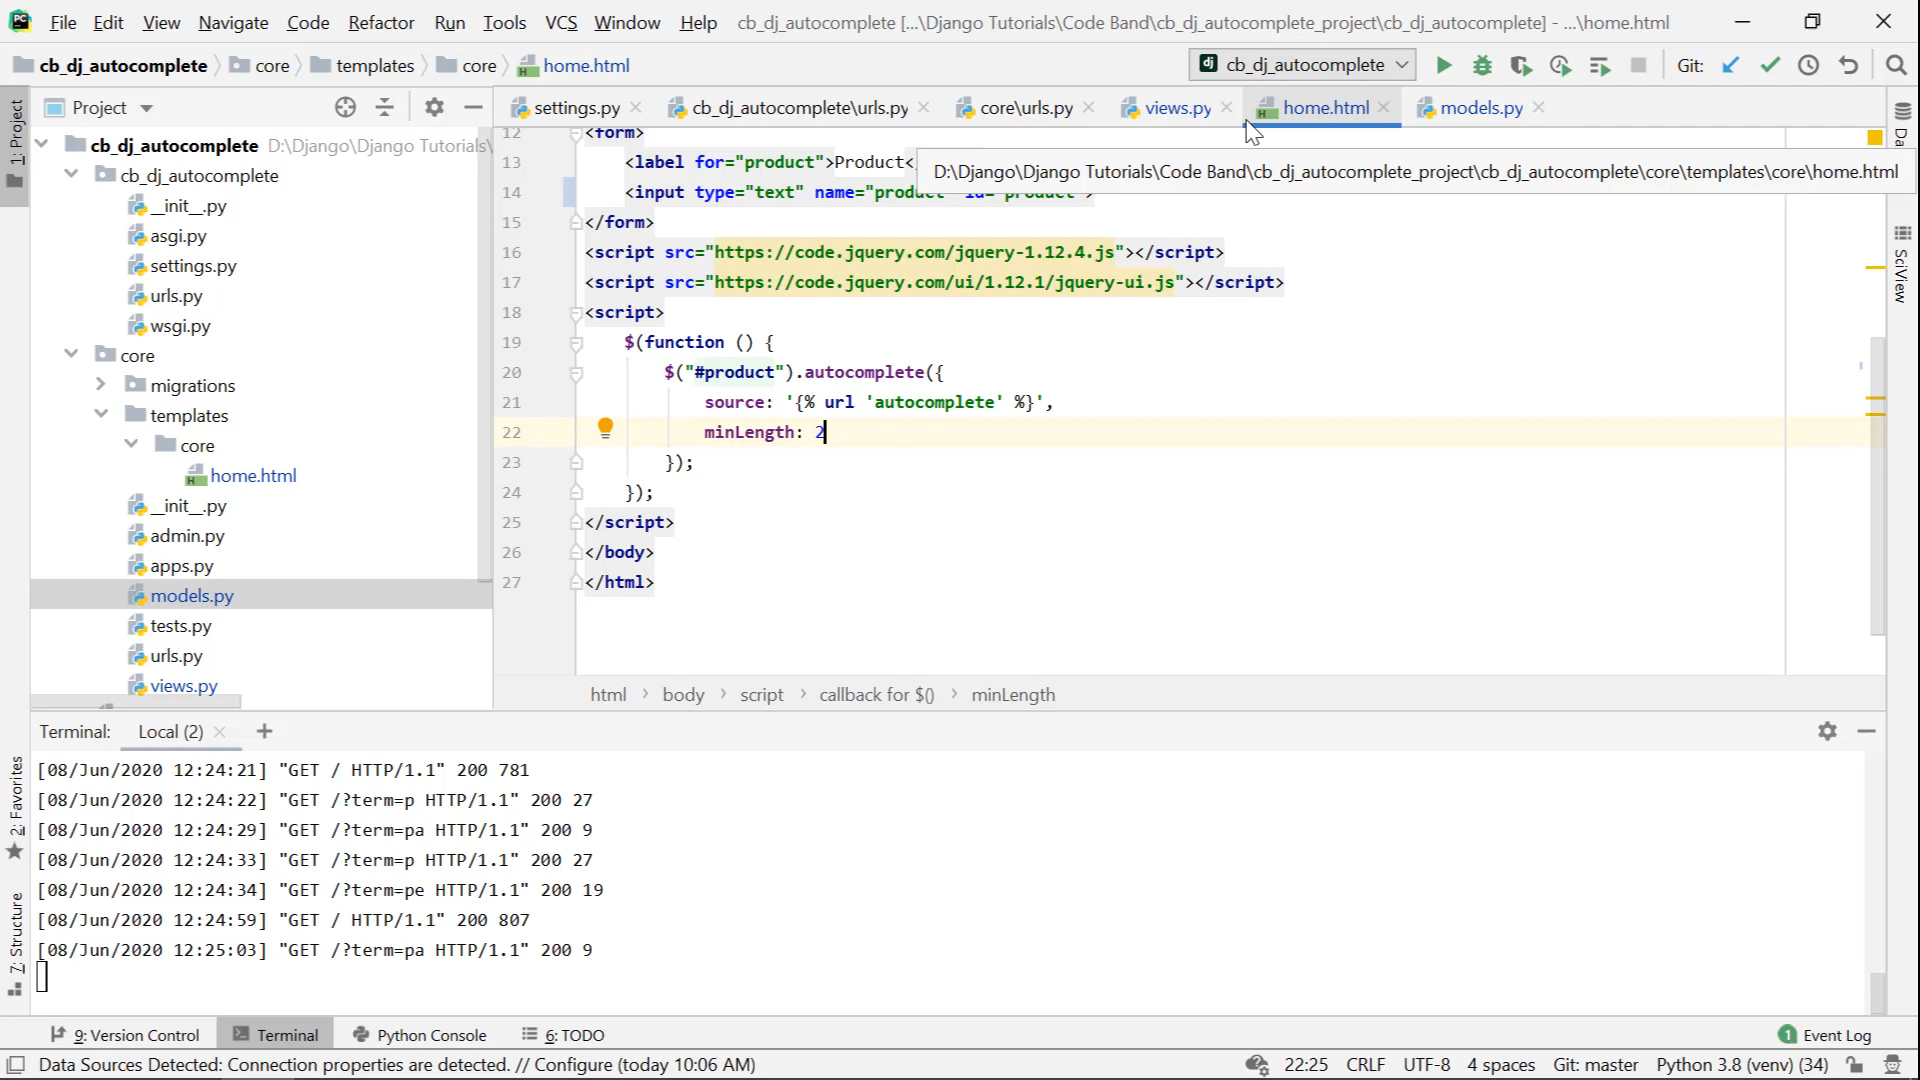 File Edit View Navigate Code Refactor Run Tools VCS Window Help cb_dj_autocomplete [...\Django Tutorials\Code Band\cb_dj_autocomplete_project\cb_dj_autocomplete] - ...\home.html
cb_dj_autocomplete core templates core home.html
dj cb_dj_autocomplete Git:
1: Project
Project
settings.py cb_dj_autocomplete\urls.py core\urls.py views.py home.html models.py
cb_dj_autocomplete D:\Django\Django Tutorials\
cb_dj_autocomplete
__init__.py
asgi.py
settings.py
urls.py
wsgi.py
core
migrations
templates
core
home.html
__init__.py
admin.py
apps.py
models.py
tests.py
urls.py
views.py
12 <form>
13 <label for="product">Product<
D:\Django\Django Tutorials\Code Band\cb_dj_autocomplete_project\cb_dj_autocomplete\core\templates\core\home.html
14 <input type="text" name="product" id="product">
15 </form>
16 <script src="https://code.jquery.com/jquery-1.12.4.js"></script>
17 <script src="https://code.jquery.com/ui/1.12.1/jquery-ui.js"></script>
18 <script>
19 $(function () {
20 $("#product").autocomplete({
21 source: '{% url 'autocomplete' %}',
22 minLength: 2
23 });
24 });
25 </script>
26 </body>
27 </html>
html body script callback for $() minLength
SciView
Terminal: Local (2) +
[08/Jun/2020 12:24:21] "GET / HTTP/1.1" 200 781
[08/Jun/2020 12:24:22] "GET /?term=p HTTP/1.1" 200 27
[08/Jun/2020 12:24:29] "GET /?term=pa HTTP/1.1" 200 9
[08/Jun/2020 12:24:33] "GET /?term=p HTTP/1.1" 200 27
[08/Jun/2020 12:24:34] "GET /?term=pe HTTP/1.1" 200 19
[08/Jun/2020 12:24:59] "GET / HTTP/1.1" 200 807
[08/Jun/2020 12:25:03] "GET /?term=pa HTTP/1.1" 200 9
2: Favorites
7: Structure
9: Version Control Terminal Python Console 6: TODO 1 Event Log
Data Sources Detected: Connection properties are detected. // Configure (today 10:06 AM) 22:25 CRLF UTF-8 4 spaces Git: master Python 3.8 (venv) (34)